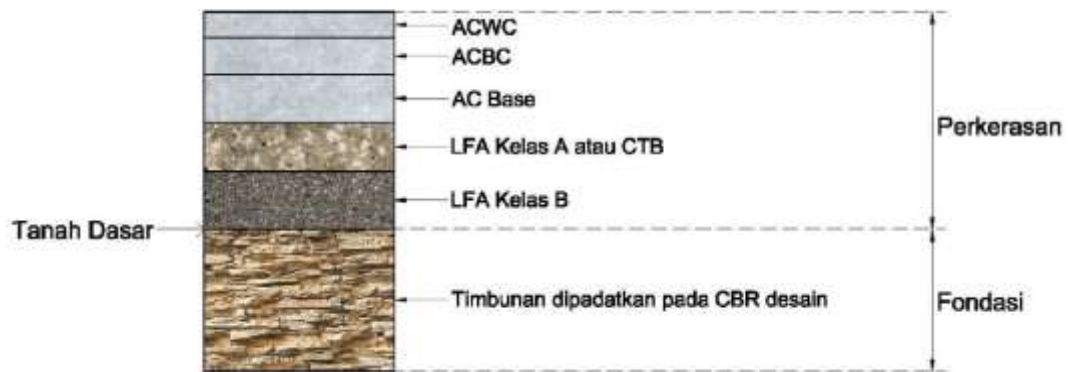 ACWC
ACBC
AC Base
LFA Kelas A atau CTB
Perkerasan
LFA Kelas B
Tanah Dasar
Timbunan dipadatkan pada CBR desain
Fondasi